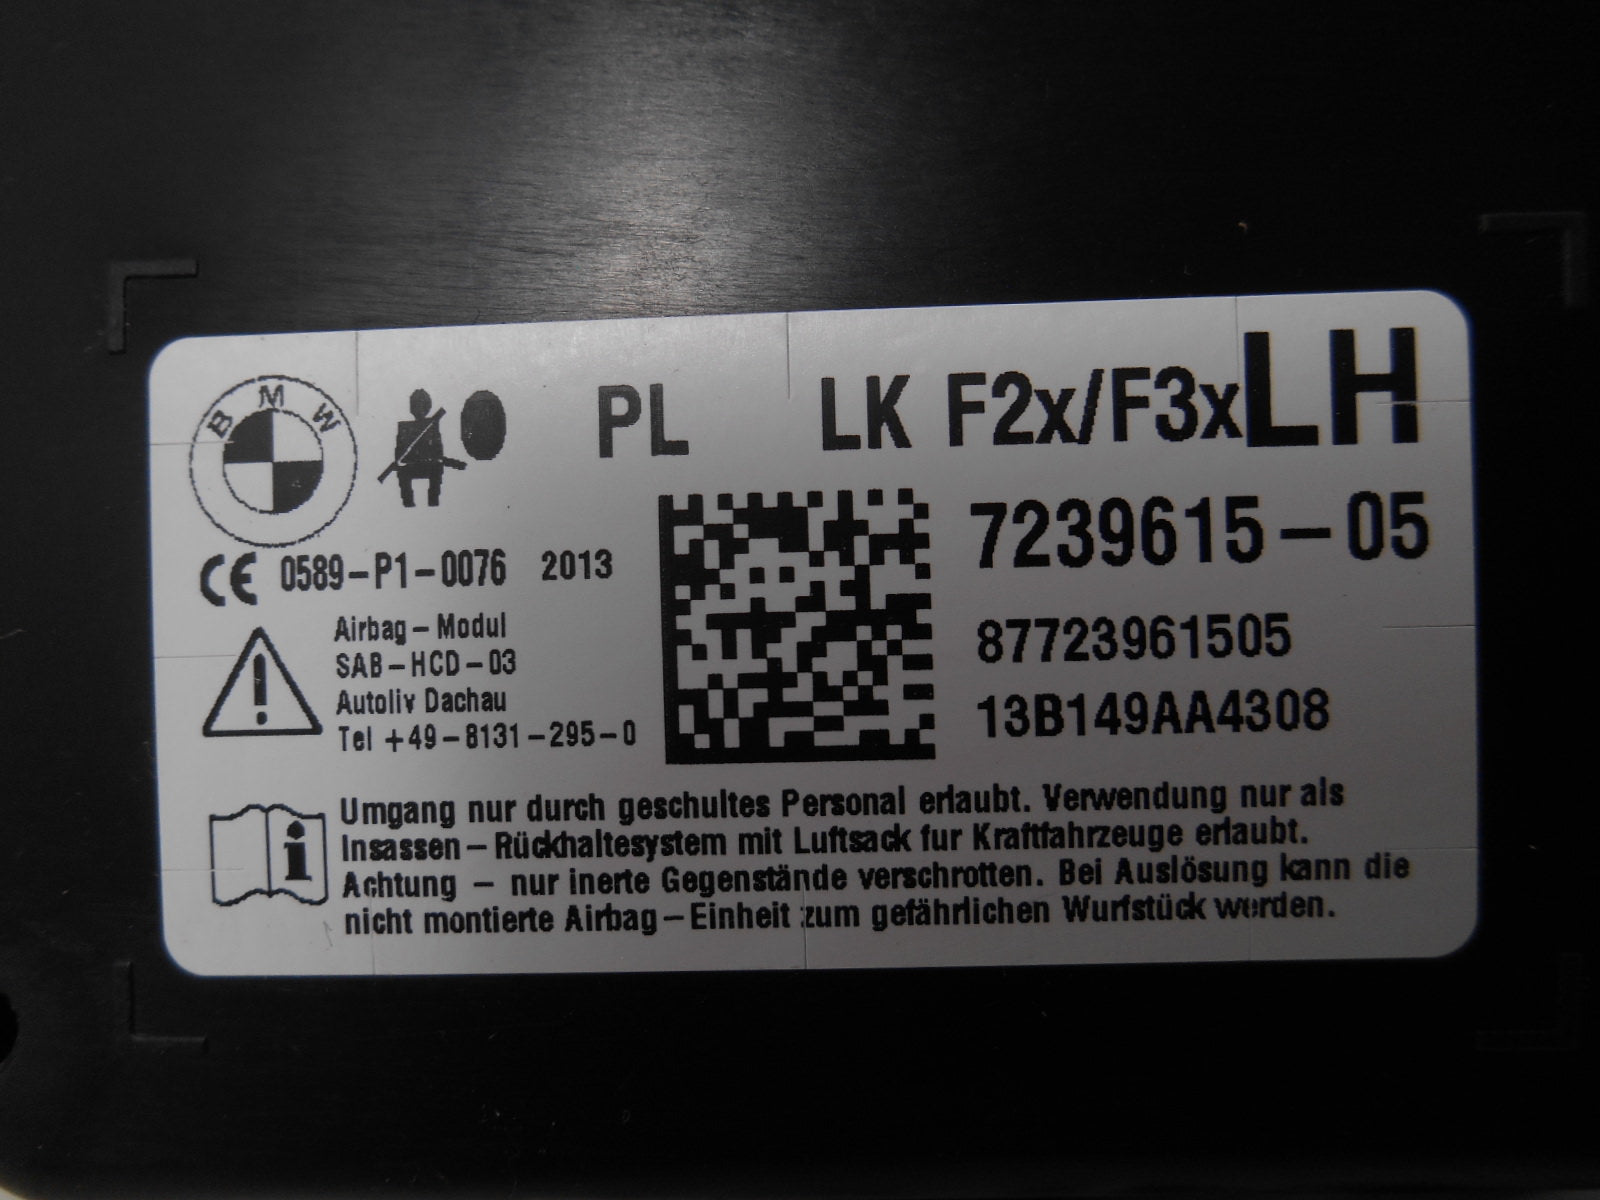 BMW
PL LK F2x/F3x LH
7239615-05
CE 0589-P1-0076 2013
Airbag-Modul
SAB-HCD-03
Autoliv Dachau
Tel +49-8131-295-0
87723961505
13B149AA4308
Umgang nur durch geschultes Personal erlaubt. Verwendung nur als
Insassen-Rückhaltesystem mit Luftsack fur Kraftfahrzeuge erlaubt.
Achtung - nur inerte Gegenstände verschrotten. Bei Auslösung kann die
nicht montierte Airbag-Einheit zum gefährlichen Wurfstück werden.